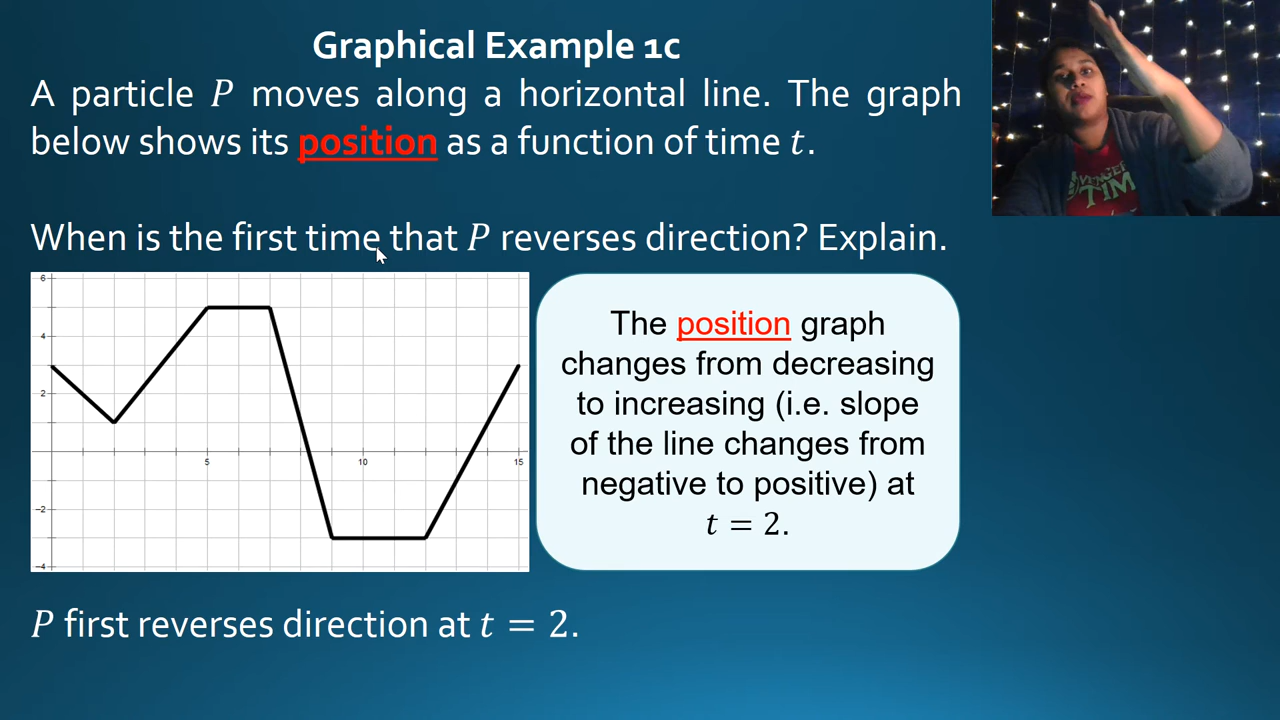 Graphical Example 1c
A particle P moves along a horizontal line. The graph
below shows its position as a function of time t.
When is the first time that P reverses direction? Explain.
6
4
2
-2
-4
5
10
15
The position graph
changes from decreasing
to increasing (i.e. slope
of the line changes from
negative to positive) at
t = 2.
P first reverses direction at t = 2.